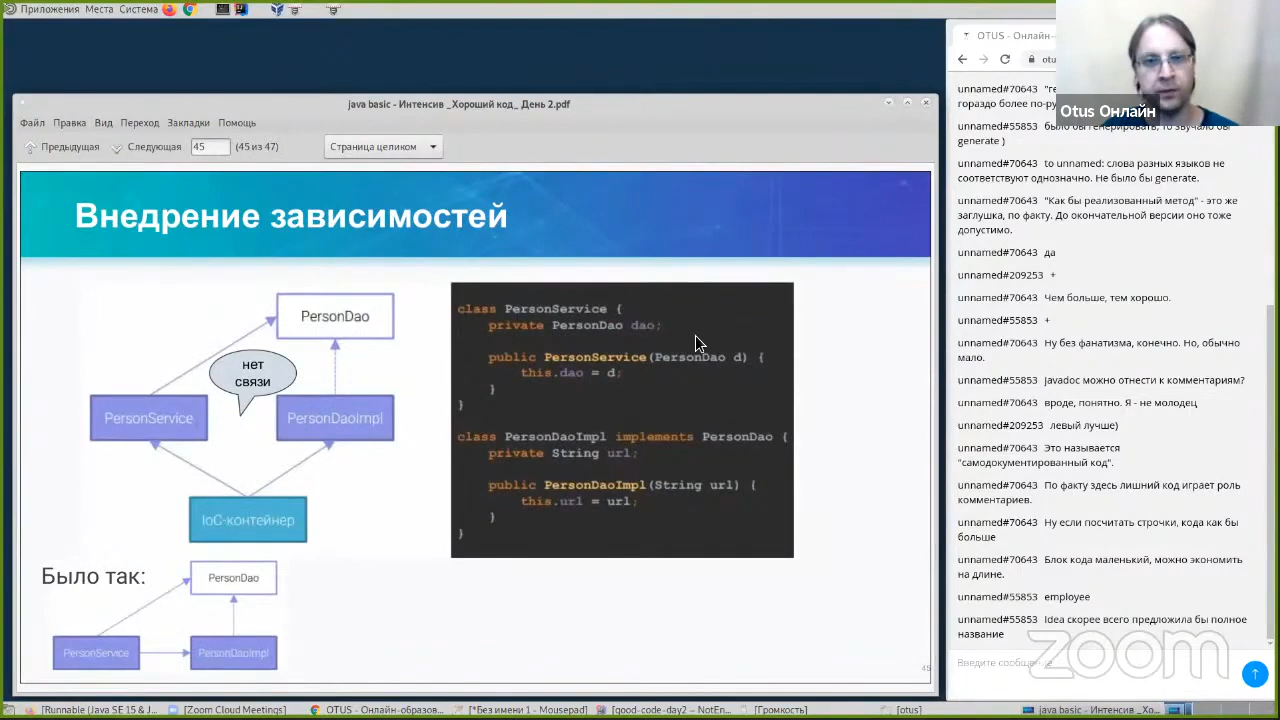 Приложения Места Система
java basic - Интенсив _Хороший код_ День 2.pdf
Файл Правка Вид Переход Закладки Помощь
Предыдущая Следующая 45 (45 из 47) Страница целиком
Внедрение зависимостей
PersonDao
нет
связи
PersonService
PersonDaoImpl
IoC-контейнер
Было так:
PersonDao
PersonService
PersonDaoImpl
class PersonService {
private PersonDao dao;
public PersonService(PersonDao d) {
this.dao = d;
}
}
class PersonDaoImpl implements PersonDao {
private String url;
public PersonDaoImpl(String url) {
this.url = url;
}
}
45
OTUS - Онлайн-
otu
Otus Онлайн
unnamed#70643
гораздо более по-ру
unnamed#55853 было бы генерировать, то звучало бы
generate )
unnamed#70643 to unnamed: слова разных языков не
соответствуют однозначно. Не было бы generate.
unnamed#70643 "Как бы реализованный метод" - это же
заглушка, по факту. До окончательной версии оно тоже
допустимо.
unnamed#70643 да
unnamed#209253 +
unnamed#70643 Чем больше, тем хорошо.
unnamed#55853 +
unnamed#70643 Ну без фанатизма, конечно. Но, обычно
мало.
unnamed#55853 javadoc можно отнести к комментариям?
unnamed#70643 вроде, понятно. Я - не молодец
unnamed#209253 левый лучше)
unnamed#70643 Это называется
"самодокументированный код".
unnamed#70643 По факту здесь лишний код играет роль
комментариев.
unnamed#70643 Ну если посчитать строчки, кода как бы
больше
unnamed#70643 Блок кода маленький, можно экономить
на длине.
unnamed#55853 employee
unnamed#55853 Idea скорее всего предложила бы полное
название
Введите сообщение
zoom
[Runnable (Java SE 15 & J... [Zoom Cloud Meetings] OTUS - Онлайн-образов... [*Без имени 1 - Mousepad] [good-code-day2 – NotEn... [Громкость] [otus] java basic - Интенсив _Хо...